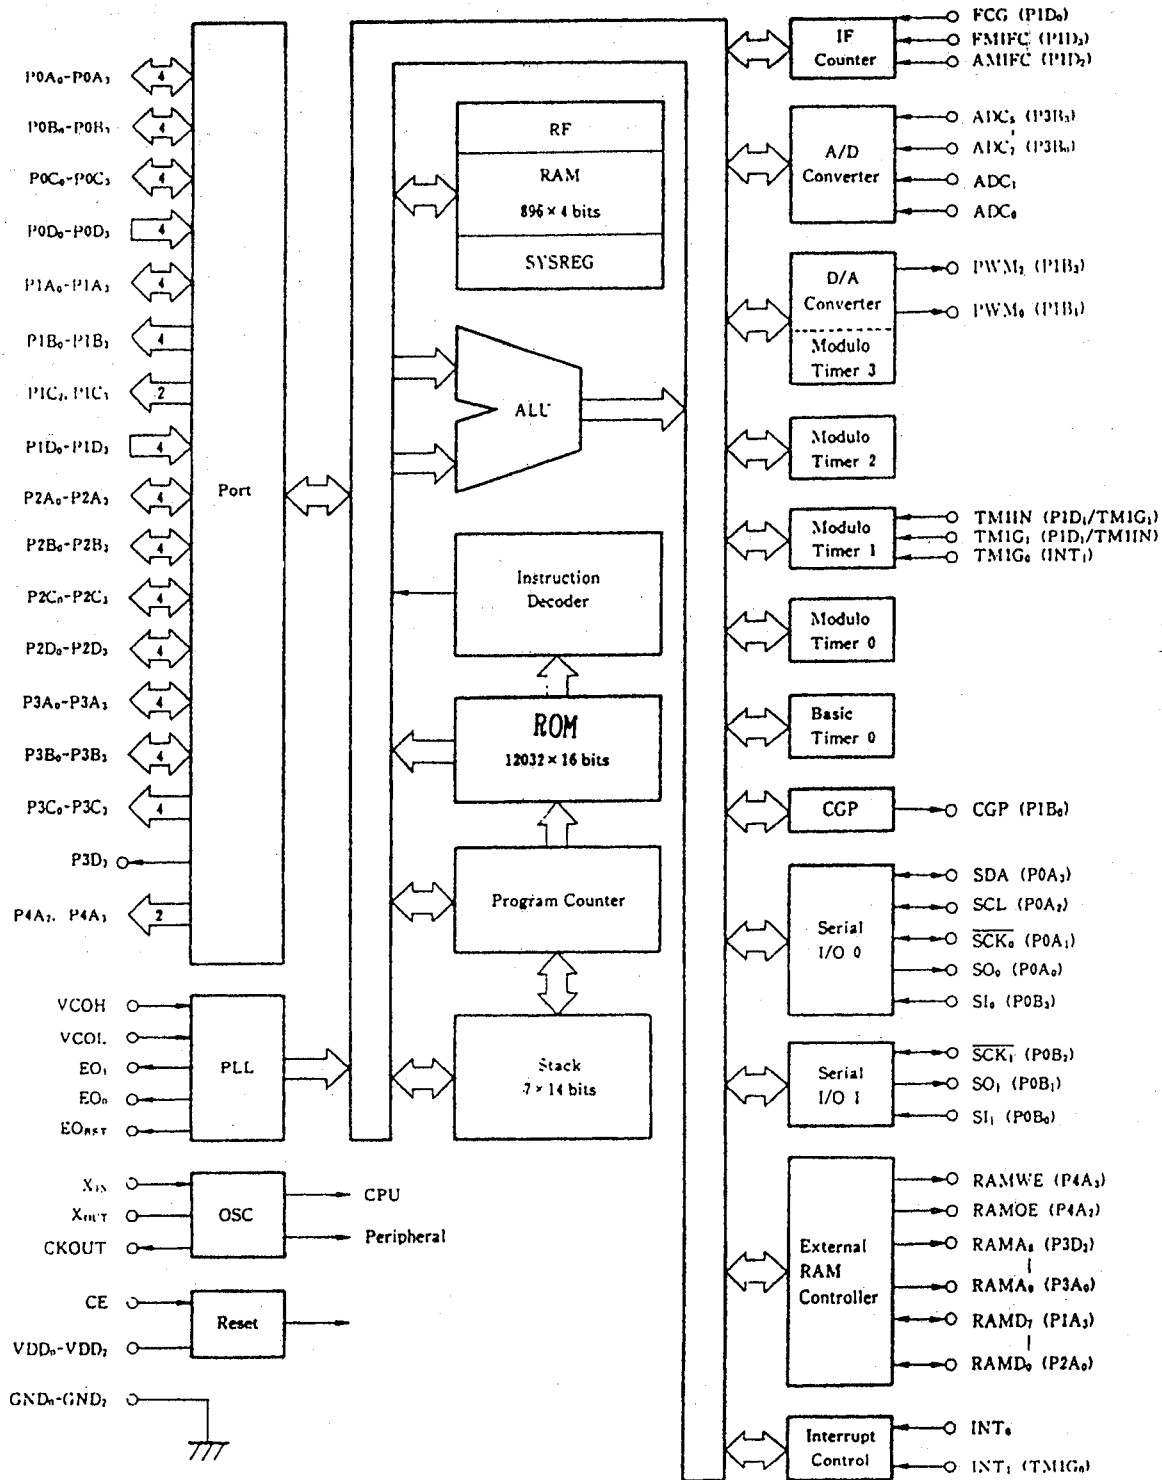 P0A₀-P0A₃
4
P0B₀-P0B₃
4
P0C₀-P0C₃
4
P0D₀-P0D₃
4
P1A₀-P1A₃
4
P1B₀-P1B₃
4
P1C₂, P1C₃
2
P1D₀-P1D₃
4
P2A₀-P2A₃
4
P2B₀-P2B₃
4
P2C₀-P2C₃
4
P2D₀-P2D₃
4
P3A₀-P3A₃
4
P3B₀-P3B₃
4
P3C₀-P3C₃
4
P3D₃
P4A₂, P4A₃
2
Port
VCOH
VCOL
EO₁
EO₀
PLL
X_IN
X_OUT
CKOUT
OSC
CPU
Peripheral
CE
VDD₀-VDD₂
Reset
GND₀-GND₂
RF
RAM
896 × 4 bits
SYSREG
ALU
Instruction
Decoder
ROM
12032 × 16 bits
Program Counter
Stack
7 × 14 bits
IF
Counter
FCG (P1D₀)
FMIFC (P1D₃)
AMIFC (P1D₂)
A/D
Converter
ADC₅ (P3B₃)
ADC₂ (P3B₀)
ADC₁
ADC₀
D/A
Converter
Modulo
Timer 3
PWM₂ (P1B₃)
PWM₀ (P1B₁)
Modulo
Timer 2
Modulo
Timer 1
TM1IN (P1D₁/TM1G₁)
TM1G₁ (P1D₁/TM1IN)
TM1G₀ (INT₁)
Modulo
Timer 0
Basic
Timer 0
CGP
CGP (P1B₀)
Serial
I/O 0
SDA (P0A₃)
SCL (P0A₂)
S̅C̅K̅₀ (P0A₁)
SO₀ (P0A₀)
SI₀ (P0B₃)
Serial
I/O 1
S̅C̅K̅₁ (P0B₂)
SO₁ (P0B₁)
SI₁ (P0B₀)
External
RAM
Controller
RAMWE (P4A₃)
RAMOE (P4A₂)
RAMA₈ (P3D₃)
RAMA₀ (P3A₀)
RAMD₇ (P1A₃)
RAMD₀ (P2A₀)
Interrupt
Control
INT₀
INT₁ (TM1G₀)